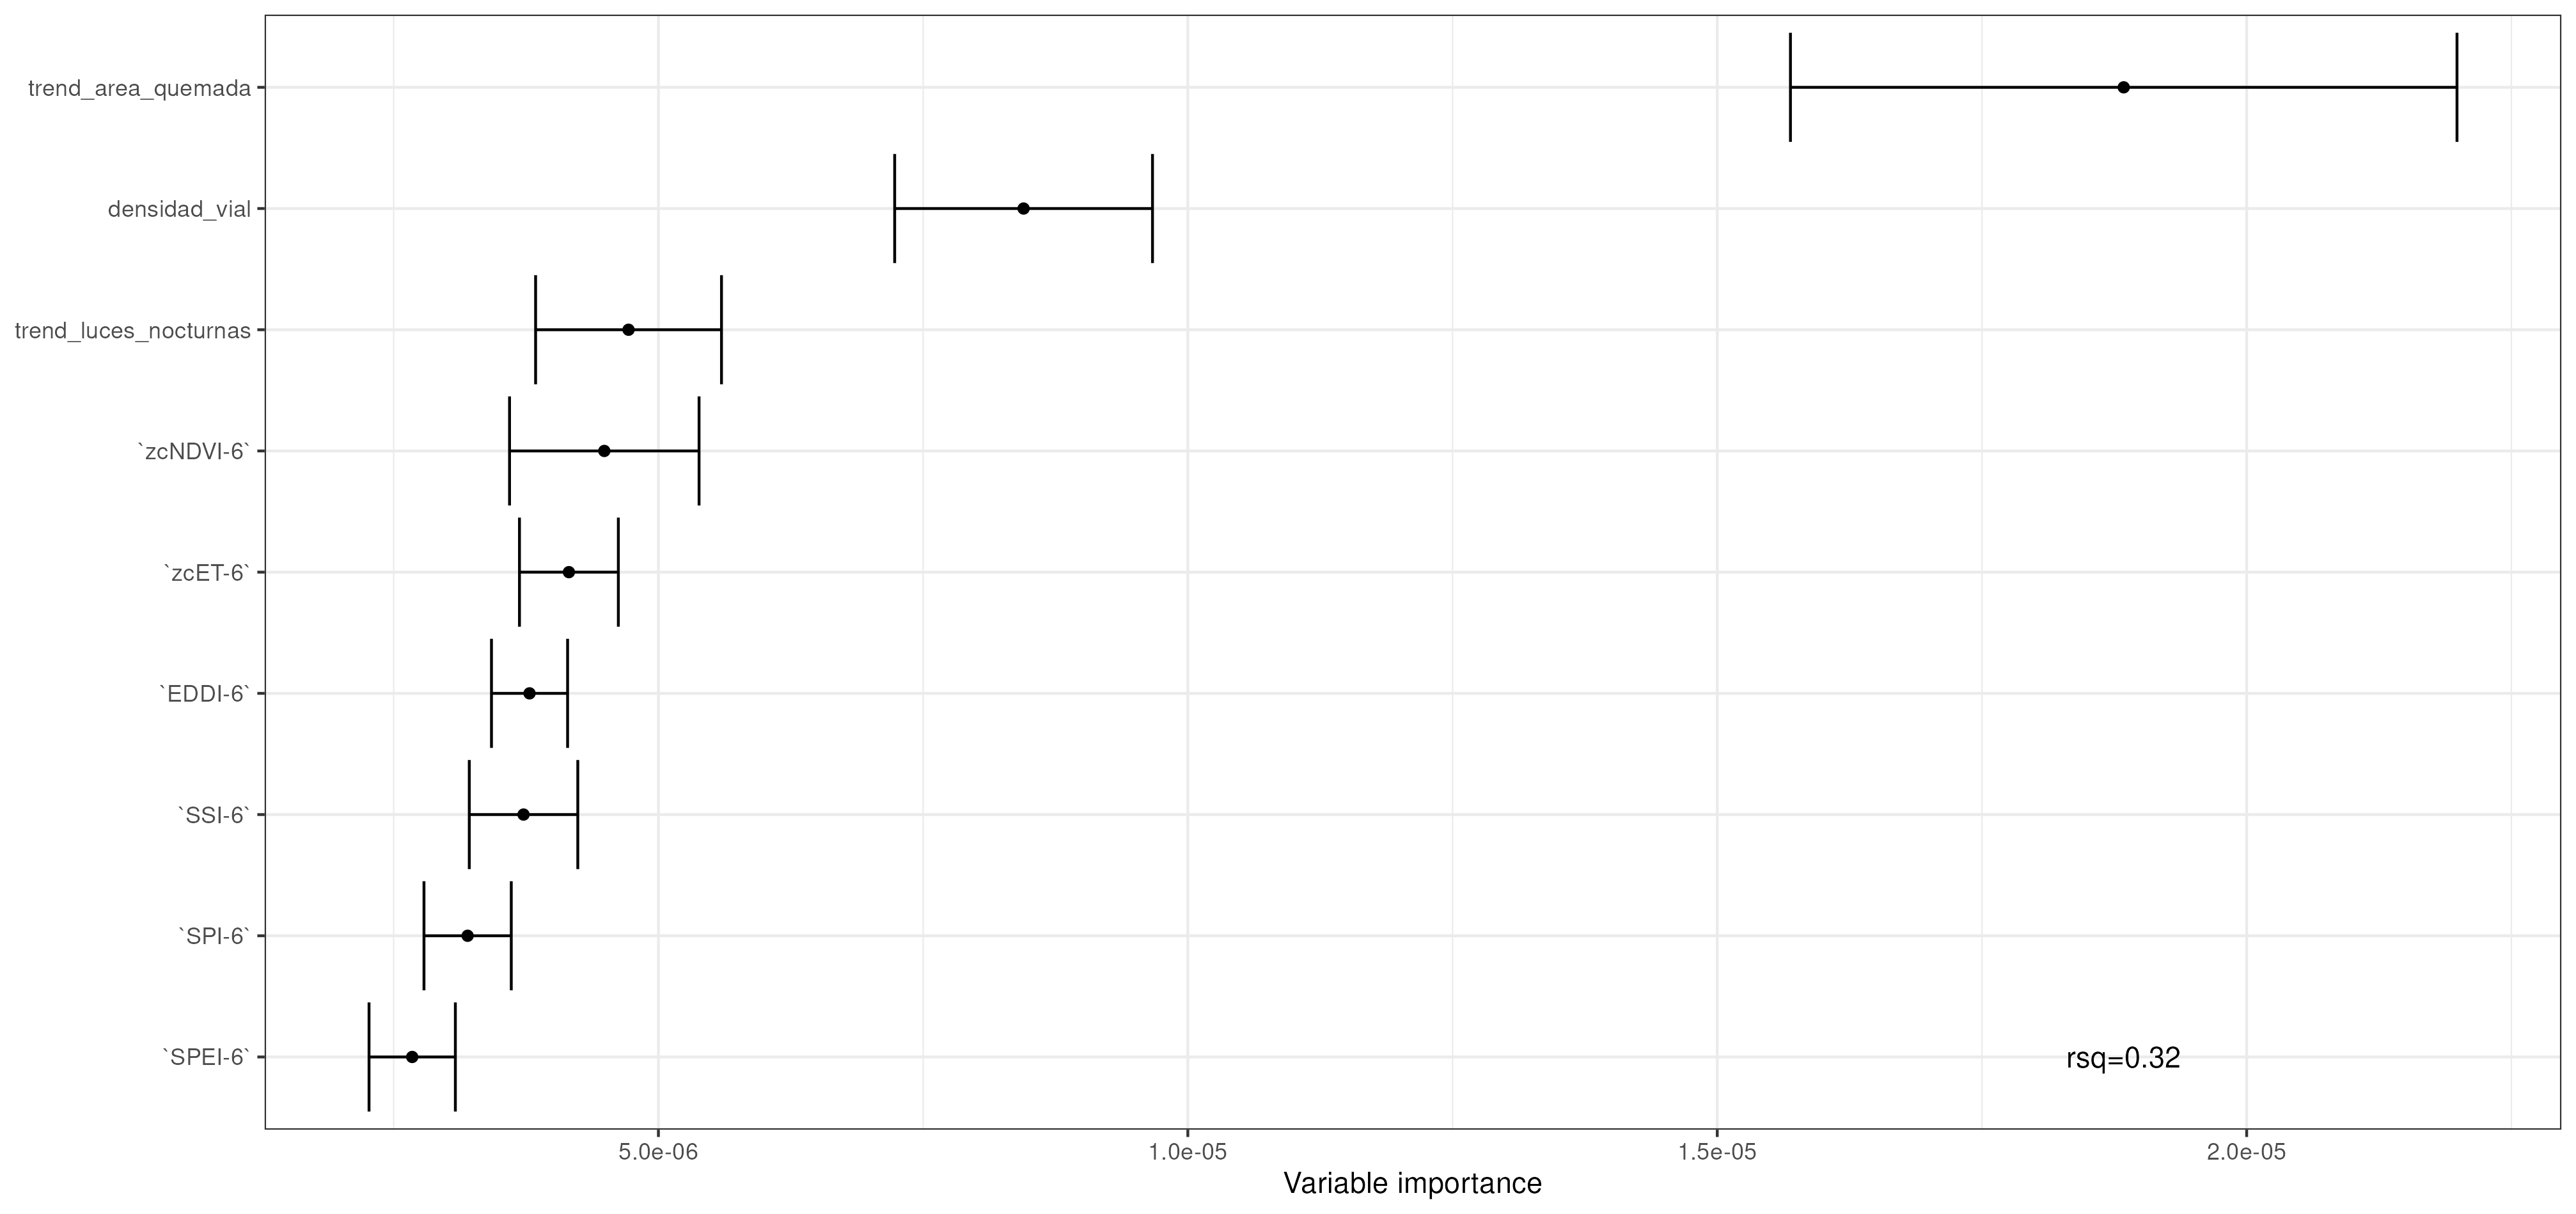 trend_area_quemada
densidad_vial
trend_luces_nocturnas
`zcNDVI-6`
`zcET-6`
`EDDI-6`
`SSI-6`
`SPI-6`
`SPEI-6`
rsq=0.32
5.0e-06 1.0e-05 1.5e-05 2.0e-05
Variable importance